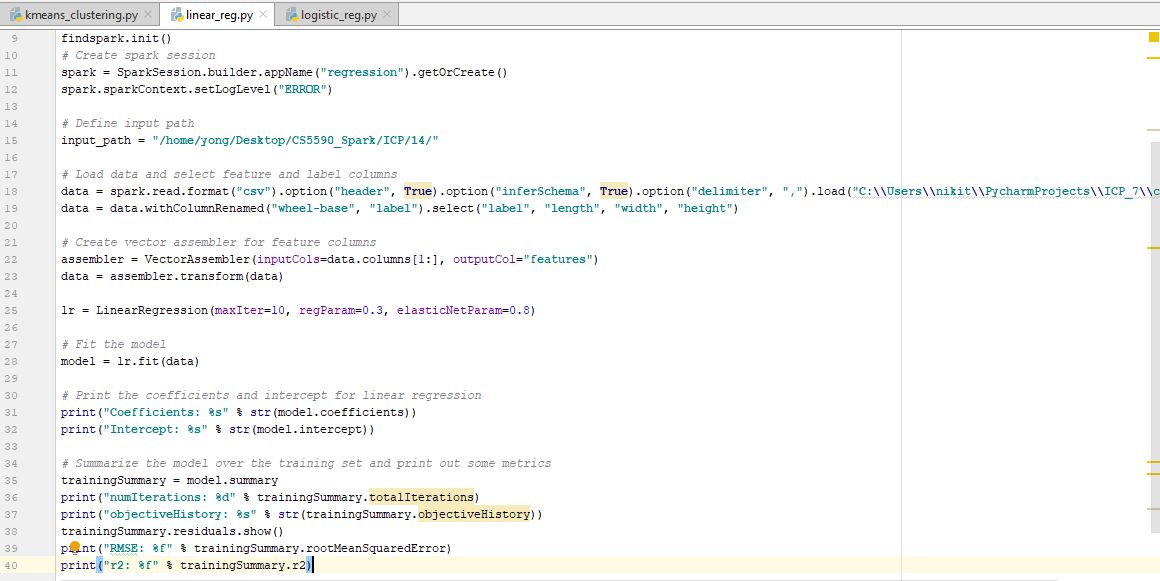 kmeans_clustering.py linear_reg.py logistic_reg.py
9 findspark.init()
10 # Create spark session
11 spark = SparkSession.builder.appName("regression").getOrCreate()
12 spark.sparkContext.setLogLevel("ERROR")
13
14 # Define input path
15 input_path = "/home/yong/Desktop/CS5590_Spark/ICP/14/"
16
17 # Load data and select feature and label columns
18 data = spark.read.format("csv").option("header", True).option("inferSchema", True).option("delimiter", ",").load("C:\\Users\\nikit\\PycharmProjects\\ICP_7\\c
19 data = data.withColumnRenamed("wheel-base", "label").select("label", "length", "width", "height")
20
21 # Create vector assembler for feature columns
22 assembler = VectorAssembler(inputCols=data.columns[1:], outputCol="features")
23 data = assembler.transform(data)
24
25 lr = LinearRegression(maxIter=10, regParam=0.3, elasticNetParam=0.8)
26
27 # Fit the model
28 model = lr.fit(data)
29
30 # Print the coefficients and intercept for linear regression
31 print("Coefficients: %s" % str(model.coefficients))
32 print("Intercept: %s" % str(model.intercept))
33
34 # Summarize the model over the training set and print out some metrics
35 trainingSummary = model.summary
36 print("numIterations: %d" % trainingSummary.totalIterations)
37 print("objectiveHistory: %s" % str(trainingSummary.objectiveHistory))
38 trainingSummary.residuals.show()
39 print("RMSE: %f" % trainingSummary.rootMeanSquaredError)
40 print("r2: %f" % trainingSummary.r2)